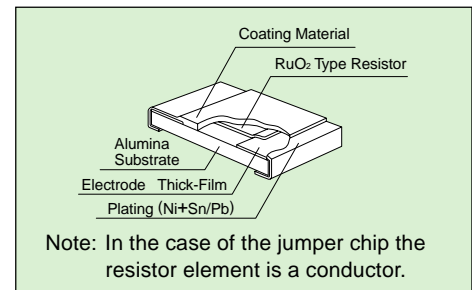 Coating Material
RuO₂ Type Resistor
Alumina
Substrate
Electrode Thick-Film
Plating (Ni+Sn/Pb)
Note: In the case of the jumper chip the
resistor element is a conductor.